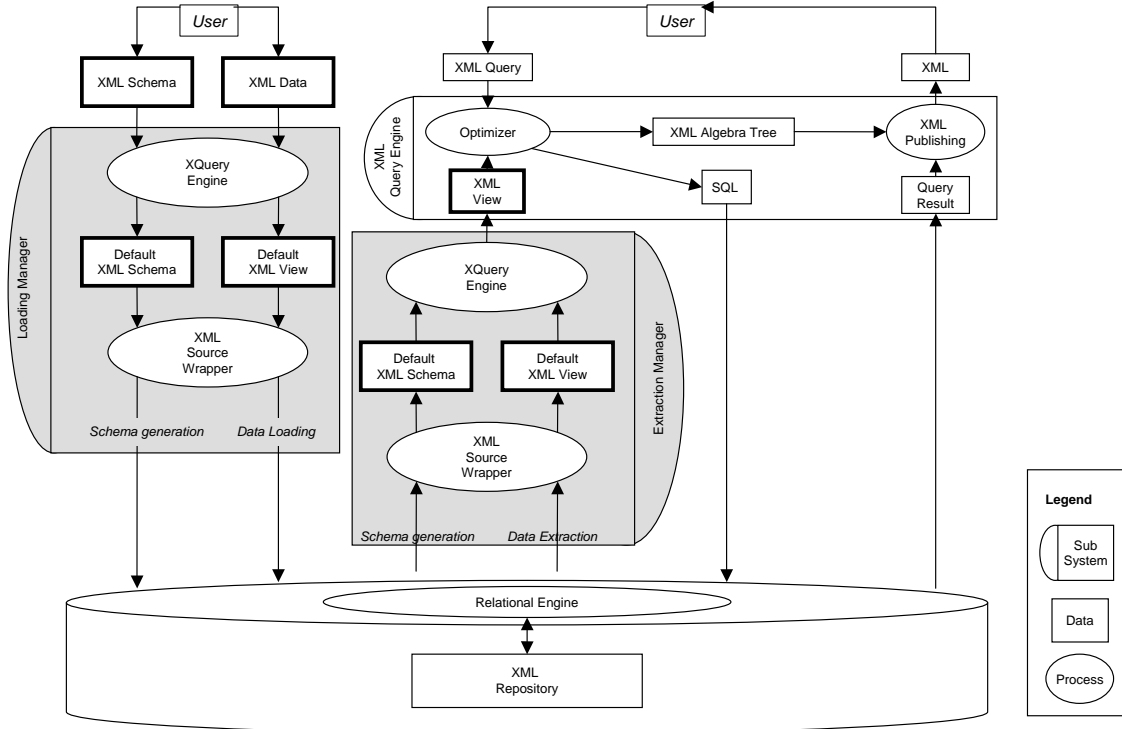 User
XML Schema
XML Data
Loading Manager
XQuery
Engine
Default
XML Schema
Default
XML View
XML
Source
Wrapper
Schema generation
Data Loading
User
XML Query
XML
XML
Query Engine
Optimizer
XML Algebra Tree
XML
Publishing
XML
View
SQL
Query
Result
Extraction Manager
XQuery
Engine
Default
XML Schema
Default
XML View
XML
Source
Wrapper
Schema generation
Data Extraction
Relational Engine
XML
Repository
Legend
Sub
System
Data
Process